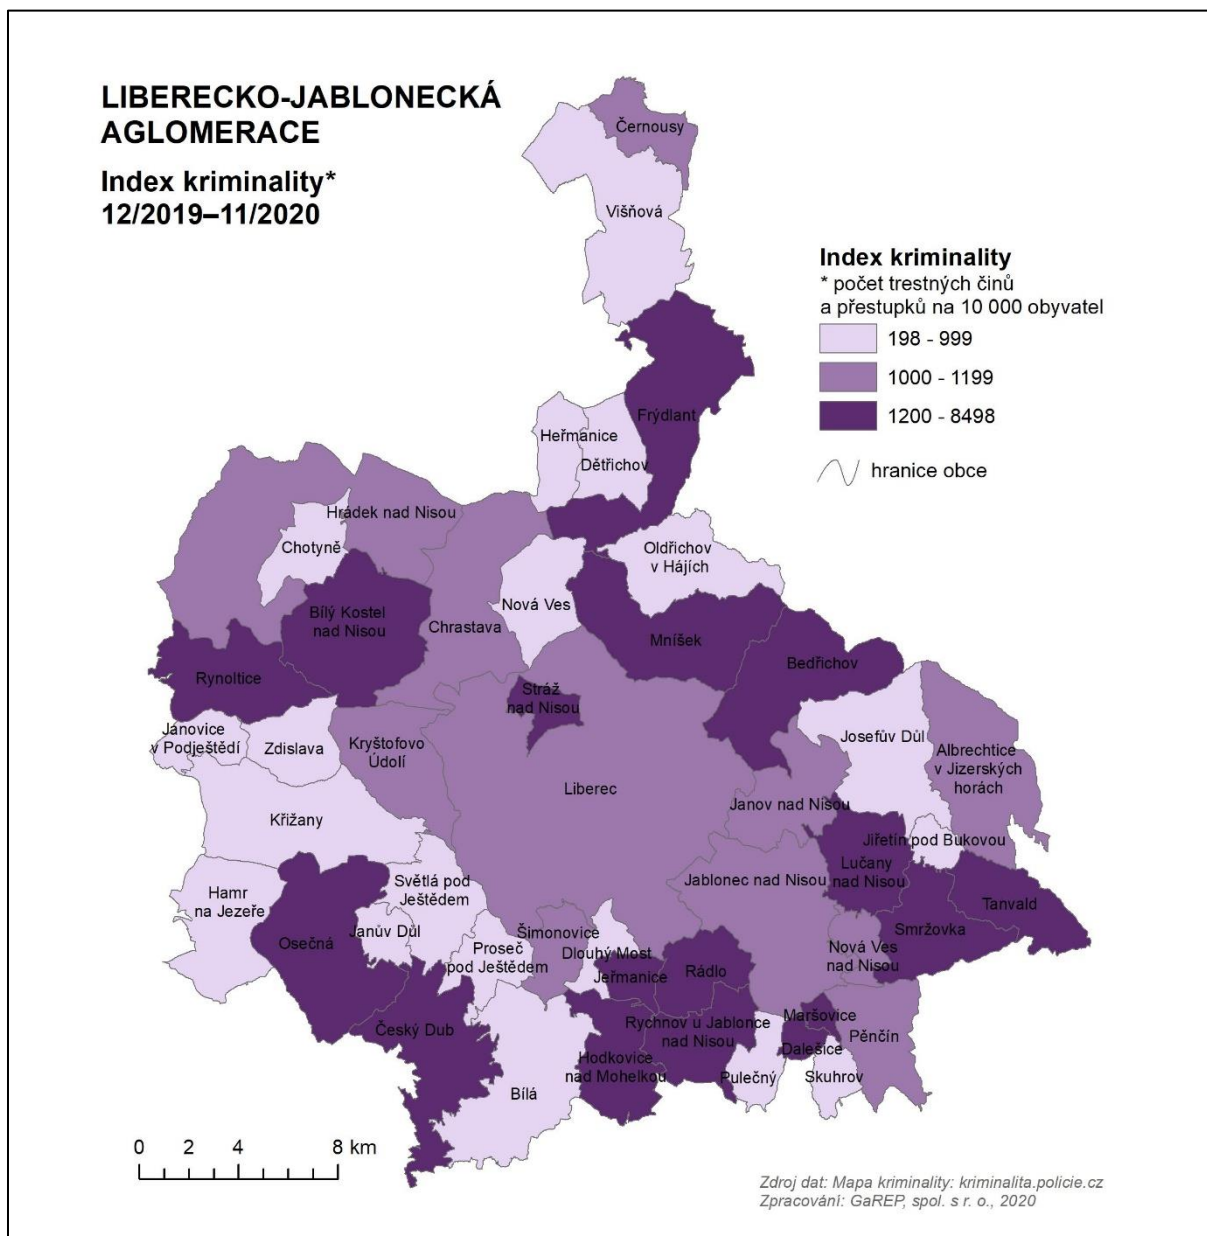 LIBERECKO-JABLONECKÁ
AGLOMERACE
Index kriminality*
12/2019–11/2020
Index kriminality
* počet trestných činů
a přestupků na 10 000 obyvatel
198 - 999
1000 - 1199
1200 - 8498
hranice obce
Černousy
Višňová
Frýdlant
Heřmanice
Dětřichov
Hrádek nad Nisou
Chotyně
Oldřichov
v Hájích
Nová Ves
Bílý Kostel
nad Nisou
Chrastava
Mníšek
Bedřichov
Rynoltice
Stráž
nad Nisou
Jánovice
v Podještědí
Zdislava
Kryštofovo
Údolí
Josefův Důl
Albrechtice
v Jizerských
horách
Liberec
Janov nad Nisou
Křižany
Jiřetín pod Bukovou
Lučany
nad Nisou
Jablonec nad Nisou
Světlá pod
Ještědem
Hamr
na Jezeře
Tanvald
Smržovka
Janův Důl
Osečná
Šimonovice
Proseč
pod Ještědem
Dlouhý Most
Nová Ves
nad Nisou
Jeřmanice
Rádlo
Maršovice
Český Dub
Rychnov u Jablonce
nad Nisou
Pěnčín
Dalešice
Hodkovice
nad Mohelkou
Pulečný
Skuhrov
Bílá
0 2 4 8 km
Zdroj dat: Mapa kriminality: kriminalita.policie.cz
Zpracování: GaREP, spol. s r. o., 2020